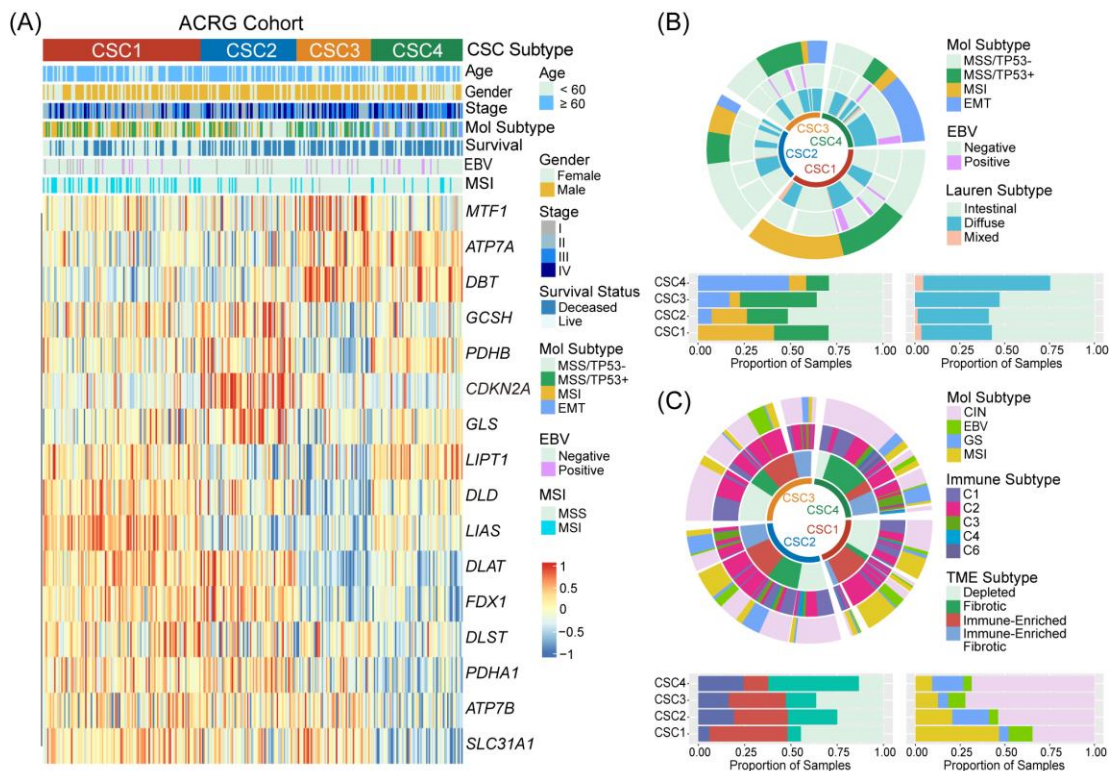 (A)
ACRG Cohort
CSC1 CSC2 CSC3 CSC4 CSC Subtype
Age
Gender
Stage
Mol Subtype
Survival
EBV
MSI
MTF1
ATP7A
DBT
GCSH
PDHB
CDKN2A
GLS
LIPT1
DLD
LIAS
DLAT
FDX1
DLST
PDHA1
ATP7B
SLC31A1
Age
< 60
≥ 60
Gender
Female
Male
Stage
I
II
III
IV
Survival Status
Deceased
Live
Mol Subtype
MSS/TP53-
MSS/TP53+
MSI
EMT
EBV
Negative
Positive
MSI
MSS
MSI
1
0.5
0
−0.5
−1
(B)
CSC3
CSC4
CSC2
CSC1
Mol Subtype
MSS/TP53-
MSS/TP53+
MSI
EMT
EBV
Negative
Positive
Lauren Subtype
Intestinal
Diffuse
Mixed
CSC4
CSC3
CSC2
CSC1
0.00 0.25 0.50 0.75 1.00
Proportion of Samples
0.00 0.25 0.50 0.75 1.00
Proportion of Samples
(C)
CSC3
CSC4
CSC1
CSC2
Mol Subtype
CIN
EBV
GS
MSI
Immune Subtype
C1
C2
C3
C4
C6
TME Subtype
Depleted
Fibrotic
Immune-Enriched
Immune-Enriched
Fibrotic
CSC4
CSC3
CSC2
CSC1
0.00 0.25 0.50 0.75 1.00
Proportion of Samples
0.00 0.25 0.50 0.75 1.00
Proportion of Samples